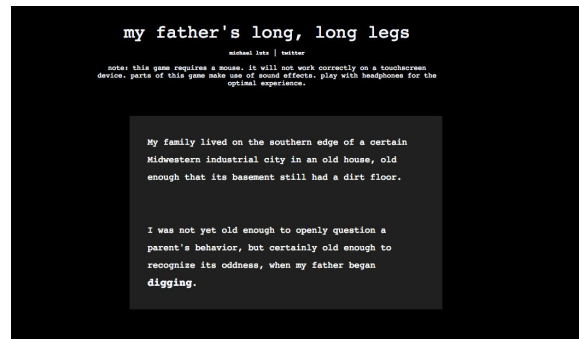 my father's long, long legs
michael lutz | twitter
note: this game requires a mouse. it will not work correctly on a touchscreen
device. parts of this game make use of sound effects. play with headphones for the
optimal experience.
My family lived on the southern edge of a certain
Midwestern industrial city in an old house, old
enough that its basement still had a dirt floor.
I was not yet old enough to openly question a
parent's behavior, but certainly old enough to
recognize its oddness, when my father began
digging.